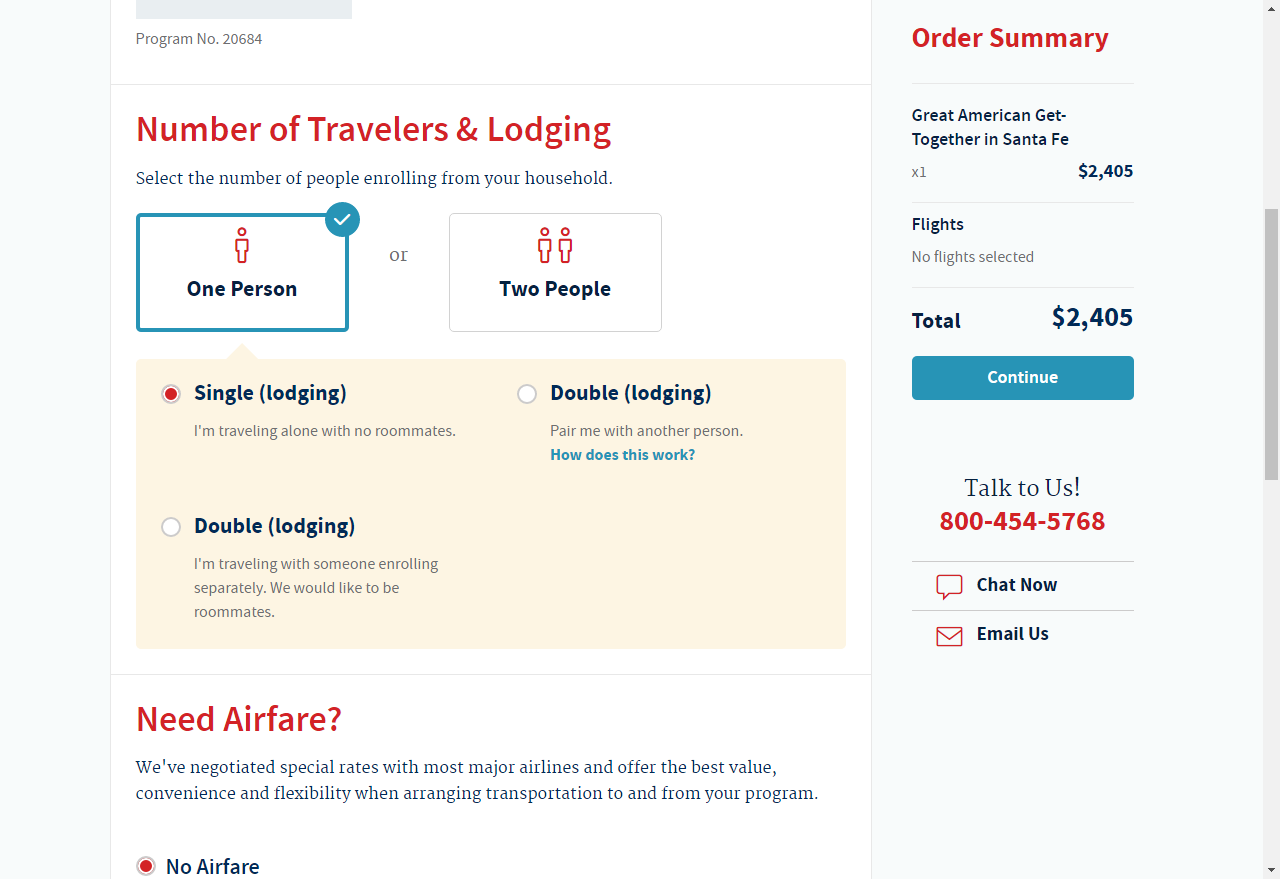 Program No. 20684
Number of Travelers & Lodging
Select the number of people enrolling from your household.
One Person
or
Two People
Single (lodging)
I'm traveling alone with no roommates.
Double (lodging)
Pair me with another person.
How does this work?
Double (lodging)
I'm traveling with someone enrolling
separately. We would like to be
roommates.
Need Airfare?
We've negotiated special rates with most major airlines and offer the best value,
convenience and flexibility when arranging transportation to and from your program.
No Airfare
Order Summary
Great American Get-
Together in Santa Fe
x1 $2,405
Flights
No flights selected
Total $2,405
Continue
Talk to Us!
800-454-5768
Chat Now
Email Us